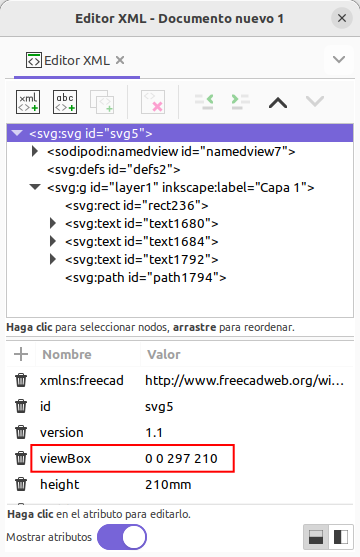 Editor XML - Documento nuevo 1
Editor XML
xml
abc
<svg:svg id="svg5">
<sodipodi:namedview id="namedview7">
<svg:defs id="defs2">
<svg:g id="layer1" inkscape:label="Capa 1">
<svg:rect id="rect236">
<svg:text id="text1680">
<svg:text id="text1684">
<svg:text id="text1792">
<svg:path id="path1794">
Haga clic para seleccionar nodos, arrastre para reordenar.
Nombre Valor
xmlns:freecad http://www.freecadweb.org/wi...
id svg5
version 1.1
viewBox 0 0 297 210
height 210mm
Haga clic en el atributo para editarlo.
Mostrar atributos